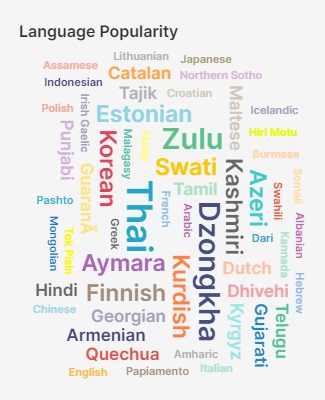 Language Popularity
Lithuanian
Japanese
Assamese
Catalan
Northern Sotho
Indonesian
Tajik
Croatian
Polish
Irish Gaelic
Estonian
Maltese
Icelandic
Punjabi
Korean
Malagasy
Malay
Zulu
Hiri Motu
Guaranã
Swati
Kashmiri
Burmese
Azeri
Swahili
Somali
Pashto
Thai
French
Tamil
Arabic
Dzongkha
Albanian
Mongolian
Tok Pisin
Greek
Dari
Kannada
Aymara
Kurdish
Dutch
Hebrew
Hindi
Finnish
Dhivehi
Chinese
Georgian
Kyrgyz
Gujarati
Telugu
Armenian
Quechua
Amharic
English
Papiamento
Italian